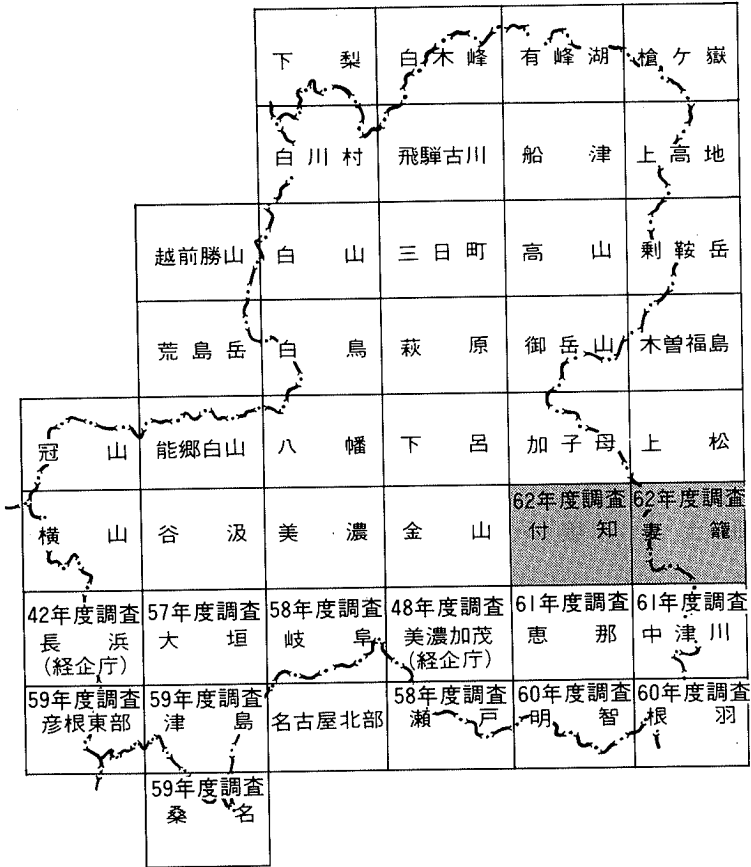 下梨 白木峰 有峰湖 槍ケ嶽
白川村 飛騨古川 船津 上高地
越前勝山 白山 三日町 高山 剰鞍岳
荒島岳 白鳥 萩原 御岳山 木曽福島
冠山 能郷白山 八幡 下呂 加子母 上松
62年度調査 62年度調査
横山 谷汲 美濃 金山 付知 妻籠
42年度調査 57年度調査 58年度調査 48年度調査 61年度調査 61年度調査
長浜 大垣 岐阜 美濃加茂 恵那 中津川
(経企庁) (経企庁)
59年度調査 59年度調査 58年度調査 60年度調査 60年度調査
彦根東部 津島 名古屋北部 瀬戸 明智 根羽
59年度調査
桑名